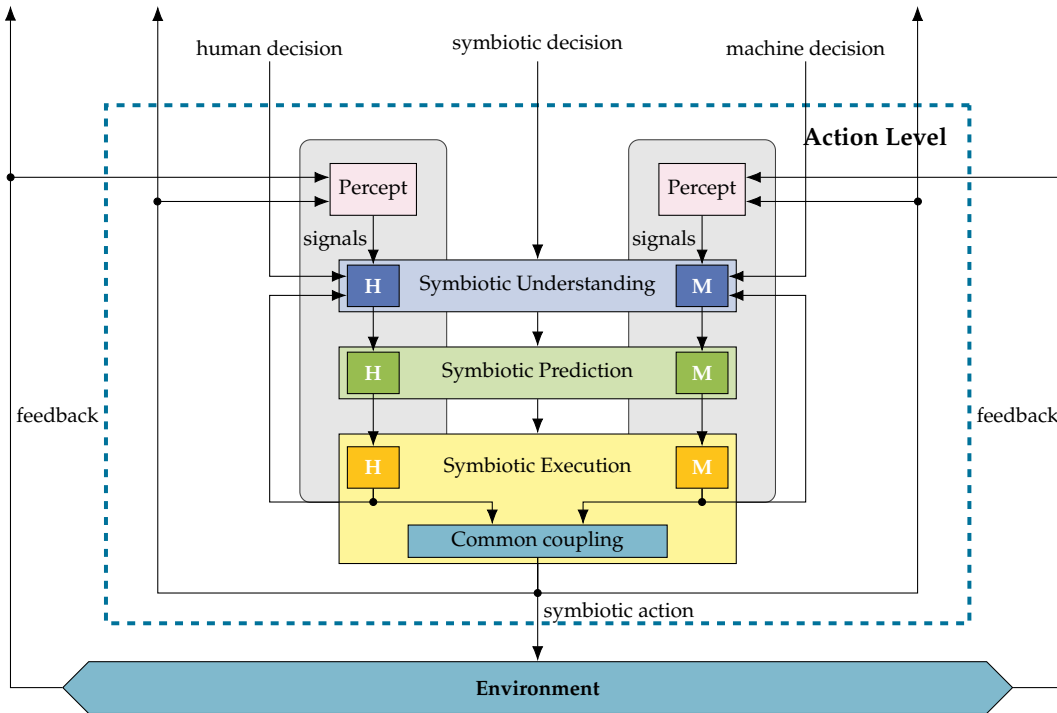 human decision
symbiotic decision
machine decision
Action Level
Percept
Percept
signals
signals
H
Symbiotic Understanding
M
H
Symbiotic Prediction
M
feedback
feedback
H
Symbiotic Execution
M
Common coupling
symbiotic action
Environment